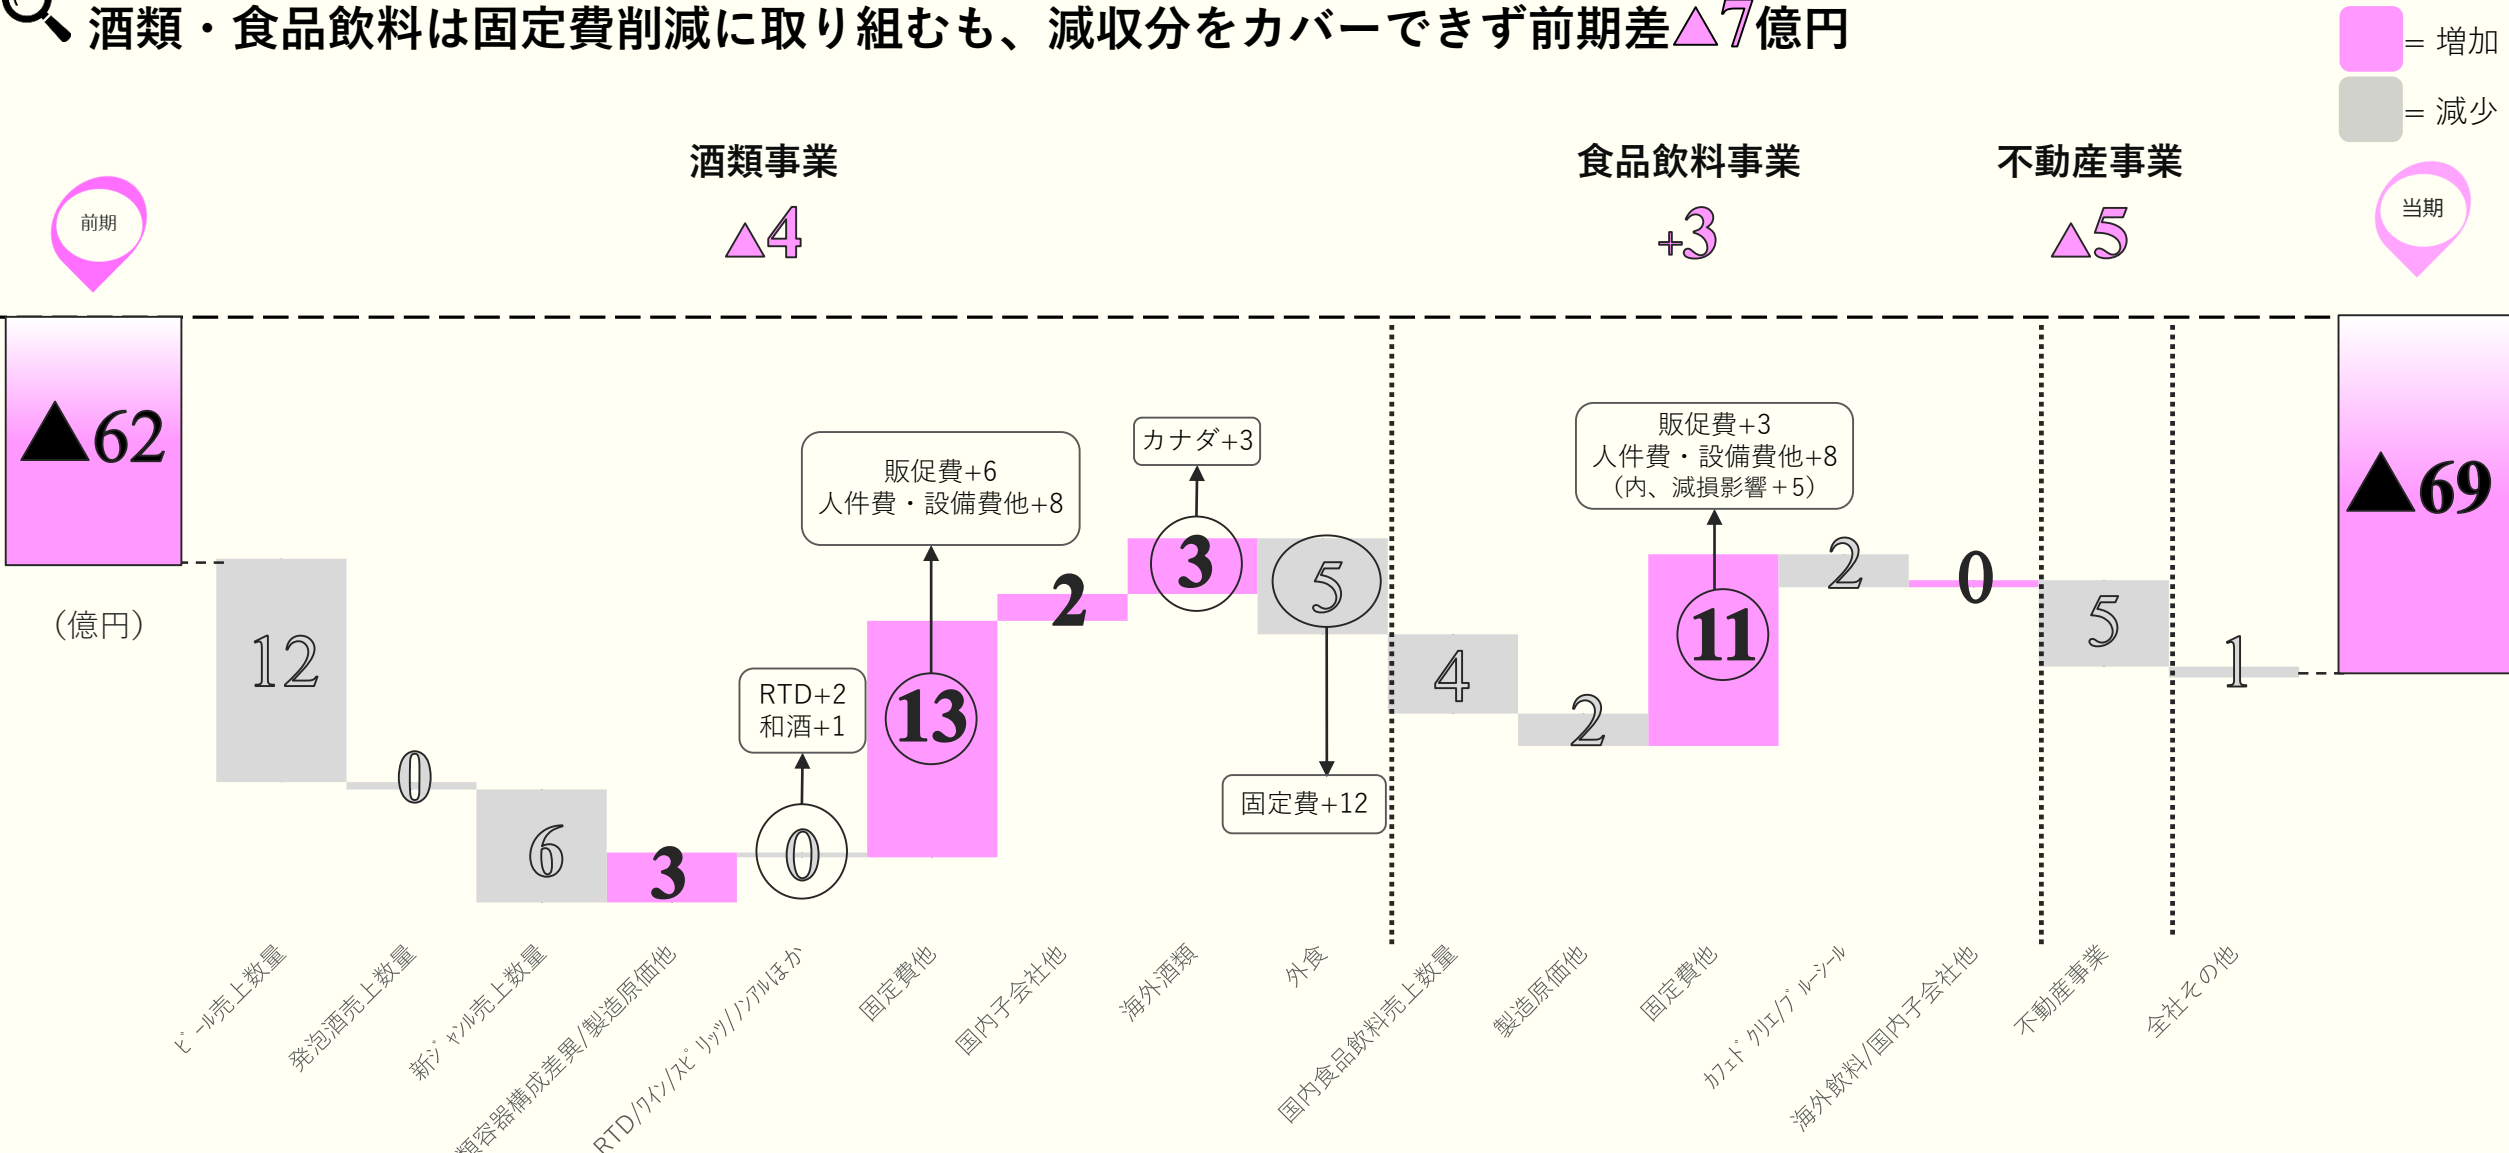 酒類・食品飲料は固定費削減に取り組むも、減収分をカバーできず前期差▲7億円
= 増加
= 減少
酒類事業
▲4
食品飲料事業
+3
不動産事業
▲5
前期
当期
▲62
▲69
（億円）
販促費+6
人件費・設備費他+8
カナダ+3
販促費+3
人件費・設備費他+8
（内、減損影響＋5）
RTD+2
和酒+1
固定費+12
12
0
6
3
0
13
2
3
5
4
2
11
2
0
5
1
ﾋﾞｰﾙ売上数量
発泡酒売上数量
新ｼﾞｬﾝﾙ売上数量
類容器構成差異/製造原価他
RTD/ﾜｲﾝ/ｽﾋﾟﾘｯﾂ/ﾉﾝｱﾙほか
固定費他
国内子会社他
海外酒類
外食
国内食品飲料売上数量
製造原価他
固定費他
ｶﾌｪﾄﾞｸﾘｴ/ﾌﾞﾙｰｼｰﾙ
海外飲料/国内子会社他
不動産事業
全社その他